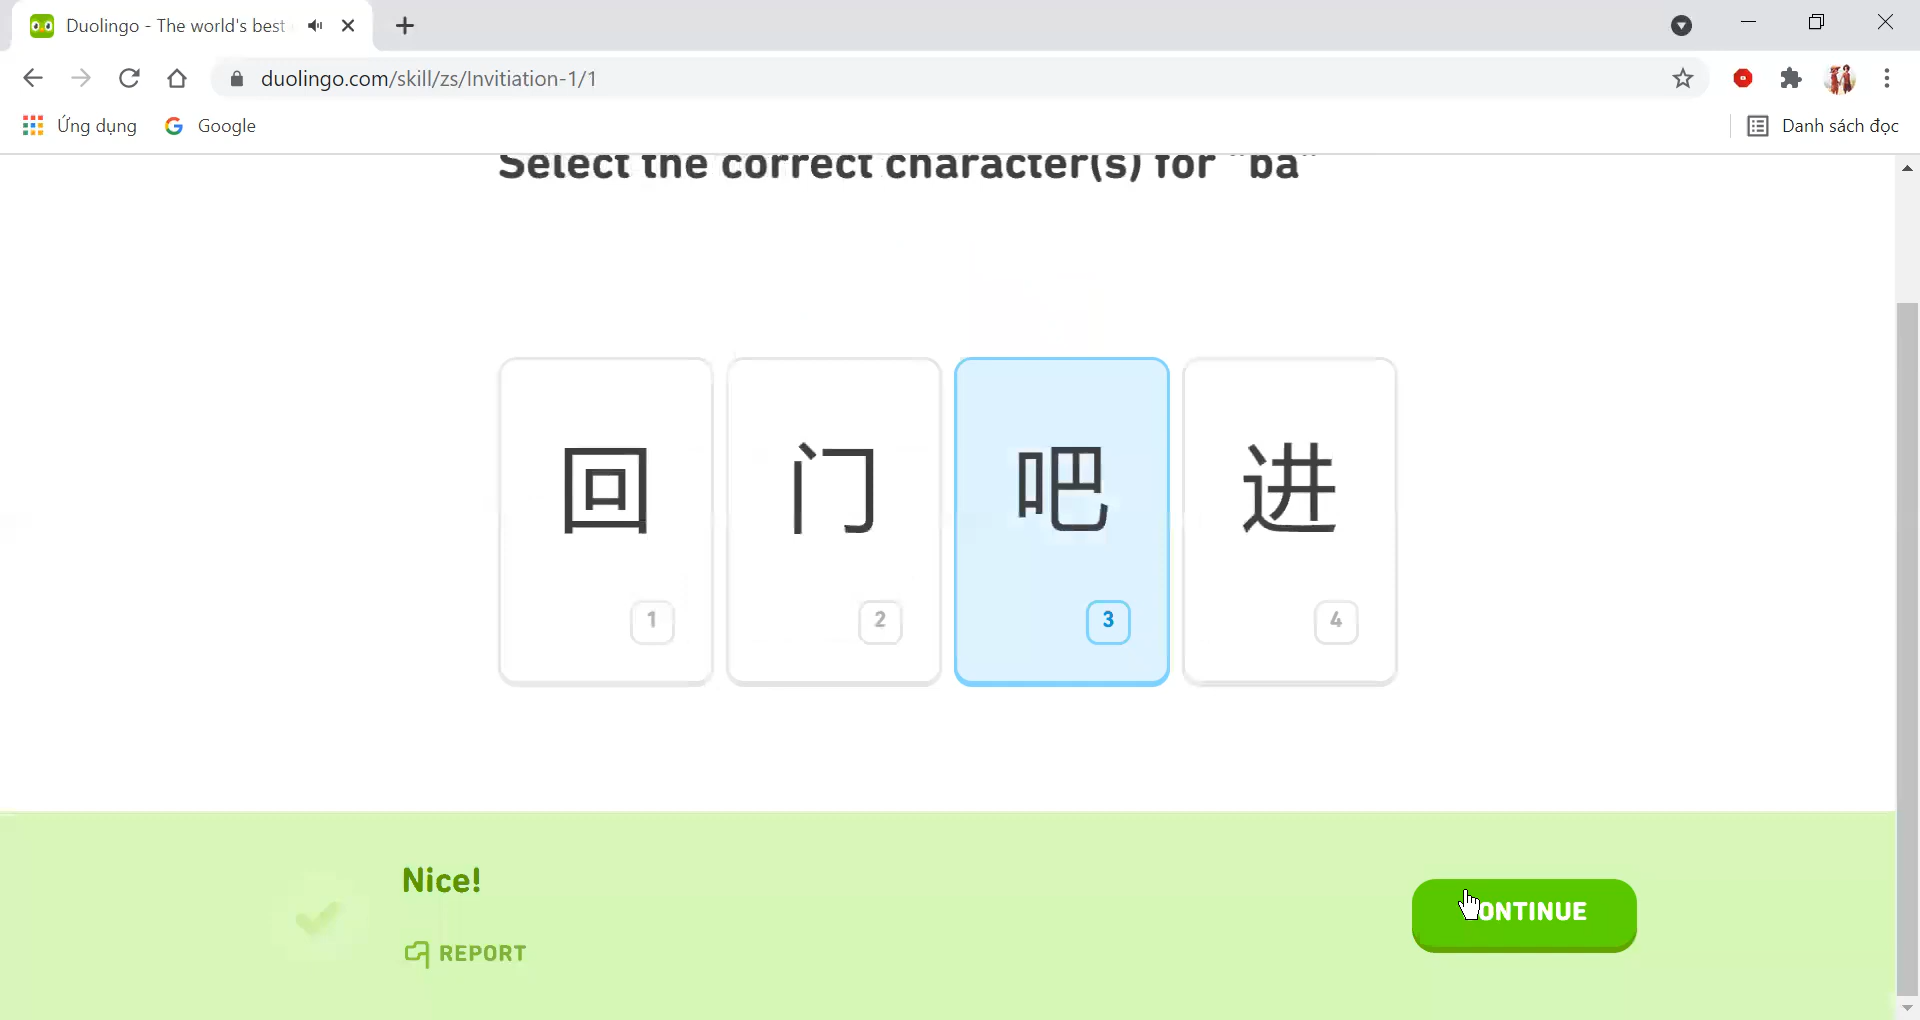 Duolingo - The world's best
duolingo.com/skill/zs/Invitiation-1/1
Ứng dụng
Google
Danh sách đọc
Select the correct character(s) for "ba"
回 门 吧 进
1 2 3 4
Nice!
CONTINUE
REPORT